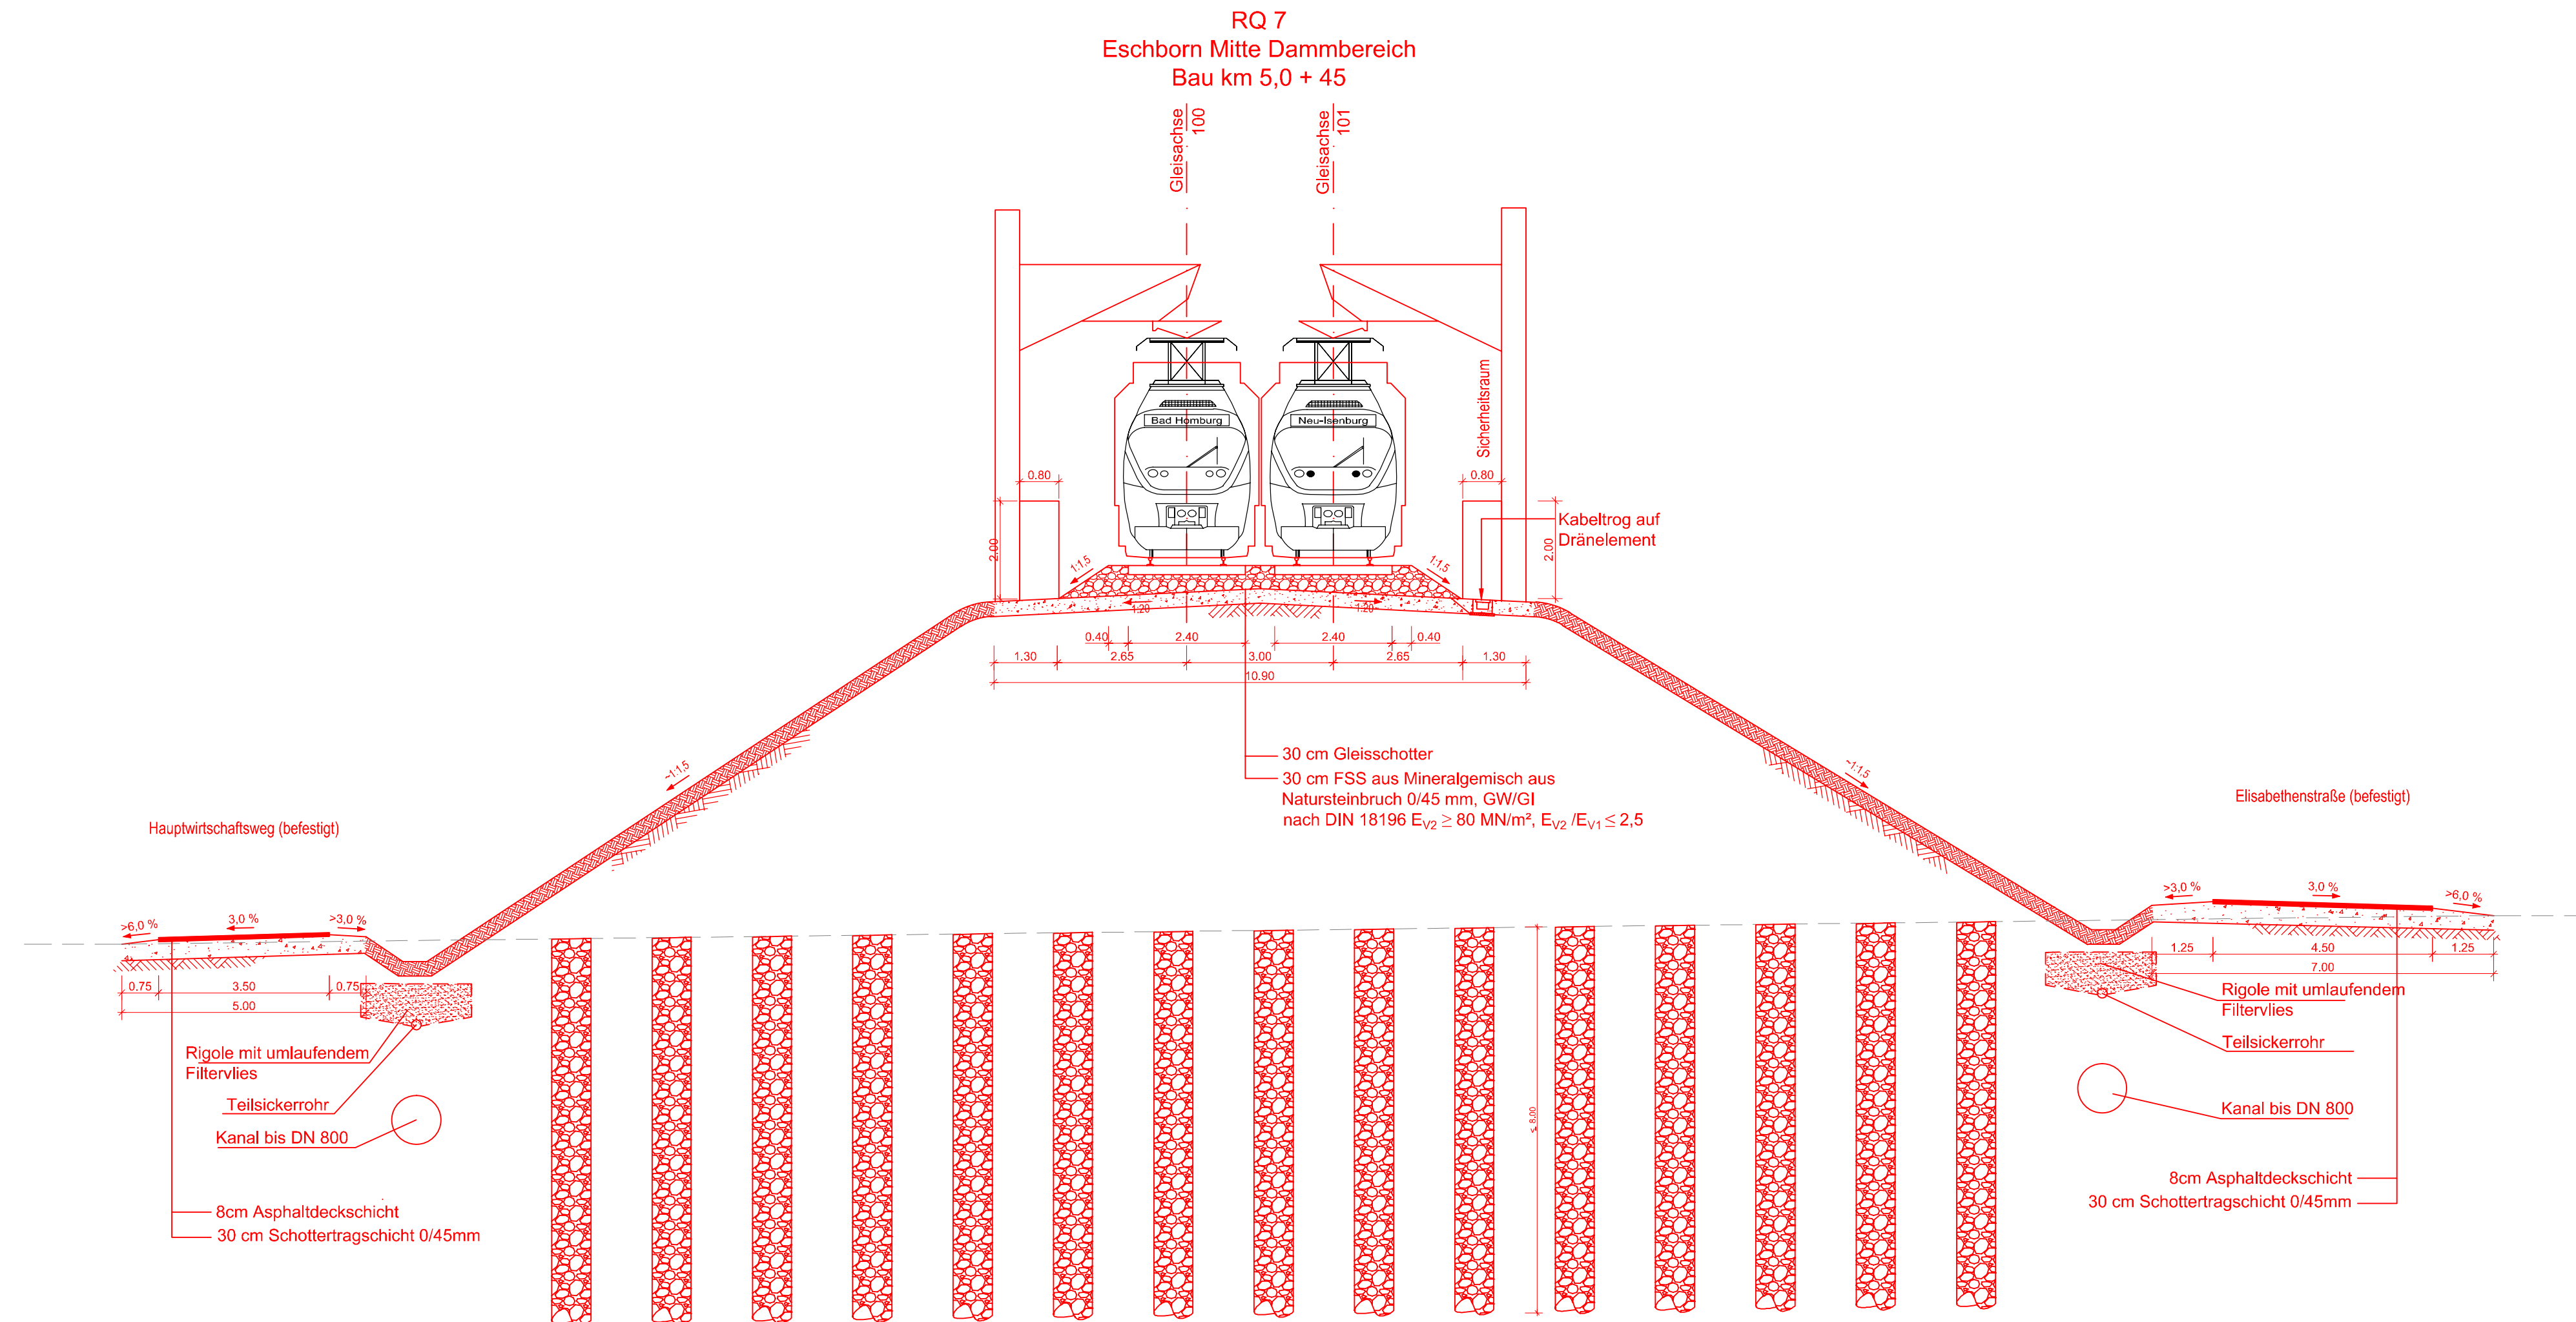 RQ 7
Eschborn Mitte Dammbereich
Bau km 5,0 + 45
Gleisachse
100
Gleisachse
101
Sicherheitsraum
Bad Homburg
Neu-Isenburg
0.80
0.80
2.00
2.00
Kabeltrog auf
Dränelement
1:1,5
1:1,5
1:20
1:20
0.40
2.40
2.40
0.40
1.30
2.65
3.00
2.65
1.30
10.90
30 cm Gleisschotter
30 cm FSS aus Mineralgemisch aus
Natursteinbruch 0/45 mm, GW/GI
nach DIN 18196 EV2 ≥ 80 MN/m², EV2 /EV1 ≤ 2,5
~1:1,5
~1:1,5
Hauptwirtschaftsweg (befestigt)
>6,0 %
3,0 %
>3,0 %
0.75
3.50
0.75
5.00
Rigole mit umlaufendem
Filtervlies
Teilsickerrohr
Kanal bis DN 800
8cm Asphaltdeckschicht
30 cm Schottertragschicht 0/45mm
≤ 8.00
Elisabethenstraße (befestigt)
>3,0 %
3,0 %
>6,0 %
1.25
4.50
1.25
7.00
Rigole mit umlaufendem
Filtervlies
Teilsickerrohr
Kanal bis DN 800
8cm Asphaltdeckschicht
30 cm Schottertragschicht 0/45mm